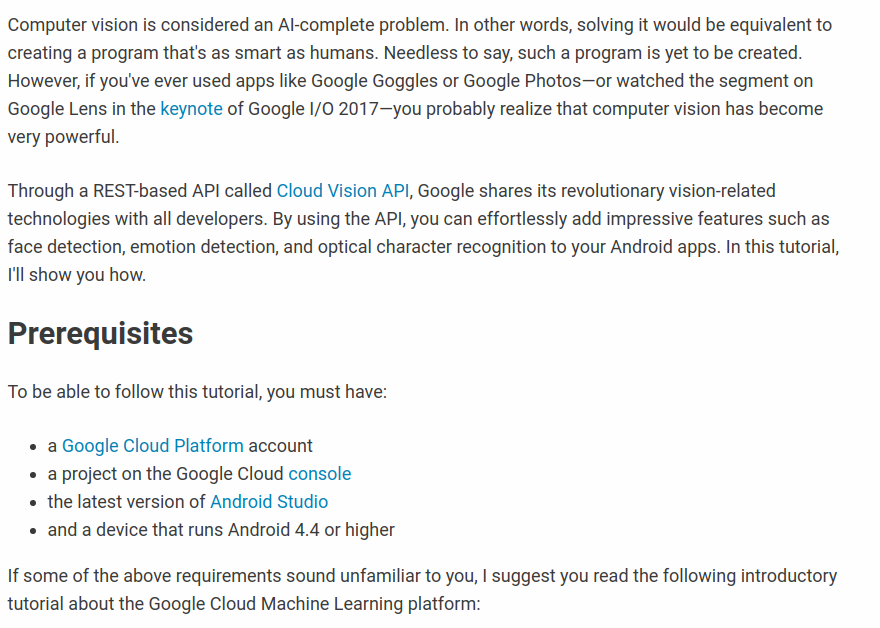 Computer vision is considered an AI-complete problem. In other words, solving it would be equivalent to
creating a program that's as smart as humans. Needless to say, such a program is yet to be created.
However, if you've ever used apps like Google Goggles or Google Photos—or watched the segment on
Google Lens in the keynote of Google I/O 2017—you probably realize that computer vision has become
very powerful.
Through a REST-based API called Cloud Vision API, Google shares its revolutionary vision-related
technologies with all developers. By using the API, you can effortlessly add impressive features such as
face detection, emotion detection, and optical character recognition to your Android apps. In this tutorial,
I'll show you how.
Prerequisites
To be able to follow this tutorial, you must have:
• a Google Cloud Platform account
• a project on the Google Cloud console
• the latest version of Android Studio
• and a device that runs Android 4.4 or higher
If some of the above requirements sound unfamiliar to you, I suggest you read the following introductory
tutorial about the Google Cloud Machine Learning platform: